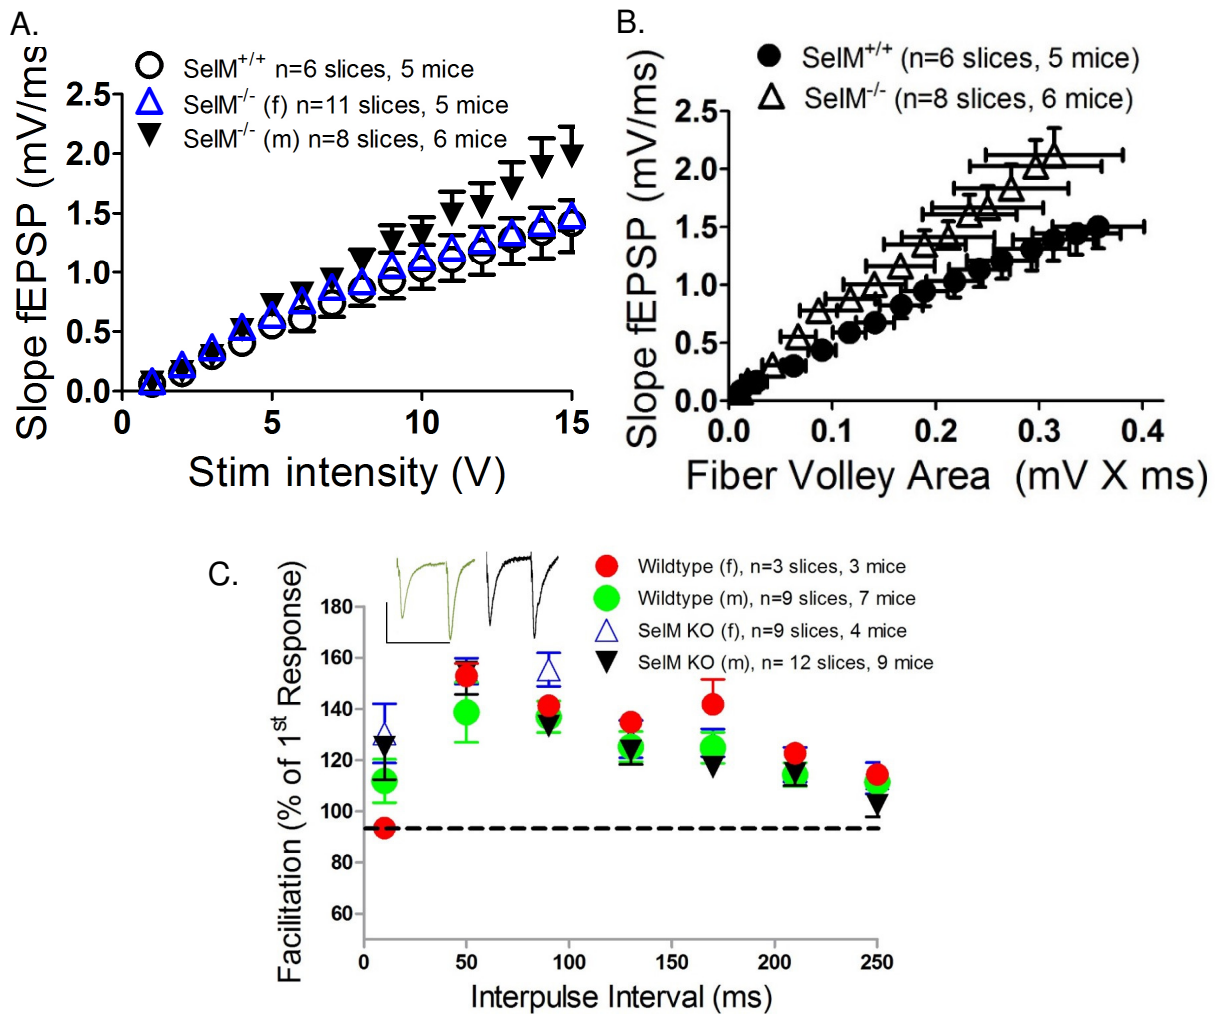 A.
SelM+/+ n=6 slices, 5 mice
SelM-/- (f) n=11 slices, 5 mice
SelM-/- (m) n=8 slices, 6 mice
Slope fEPSP (mV/ms)
2.5
2.0
1.5
1.0
0.5
0.0
0 5 10 15
Stim intensity (V)
B.
SelM+/+ (n=6 slices, 5 mice)
SelM-/- (n=8 slices, 6 mice)
Slope fEPSP (mV/ms)
2.5
2.0
1.5
1.0
0.5
0.0
0.0 0.1 0.2 0.3 0.4
Fiber Volley Area (mV X ms)
C.
Wildtype (f), n=3 slices, 3 mice
Wildtype (m), n=9 slices, 7 mice
SelM KO (f), n=9 slices, 4 mice
SelM KO (m), n= 12 slices, 9 mice
Facilitation (% of 1st Response)
180
160
140
120
100
80
60
0 50 100 150 200 250
Interpulse Interval (ms)